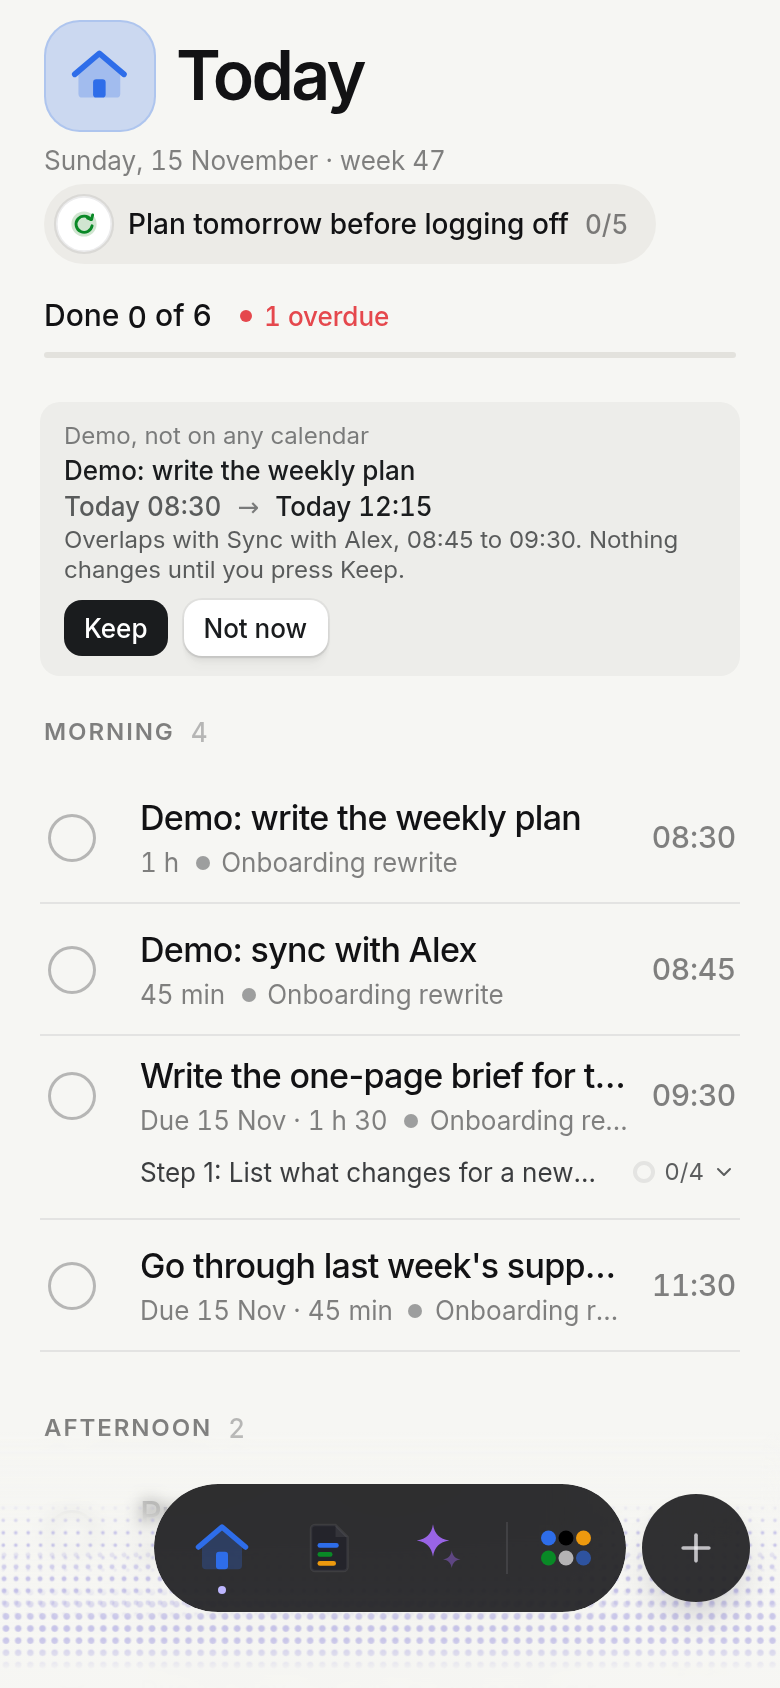 Today
Sunday, 15 November · week 47
Plan tomorrow before logging off 0/5
Done 0 of 6 1 overdue
Demo, not on any calendar
Demo: write the weekly plan
Today 08:30 → Today 12:15
Overlaps with Sync with Alex, 08:45 to 09:30. Nothing
changes until you press Keep.
Keep Not now
MORNING 4
Demo: write the weekly plan 08:30
1 h Onboarding rewrite
Demo: sync with Alex 08:45
45 min Onboarding rewrite
Write the one-page brief for t... 09:30
Due 15 Nov · 1 h 30 Onboarding re...
Step 1: List what changes for a new... 0/4
Go through last week's supp... 11:30
Due 15 Nov · 45 min Onboarding r...
AFTERNOON 2